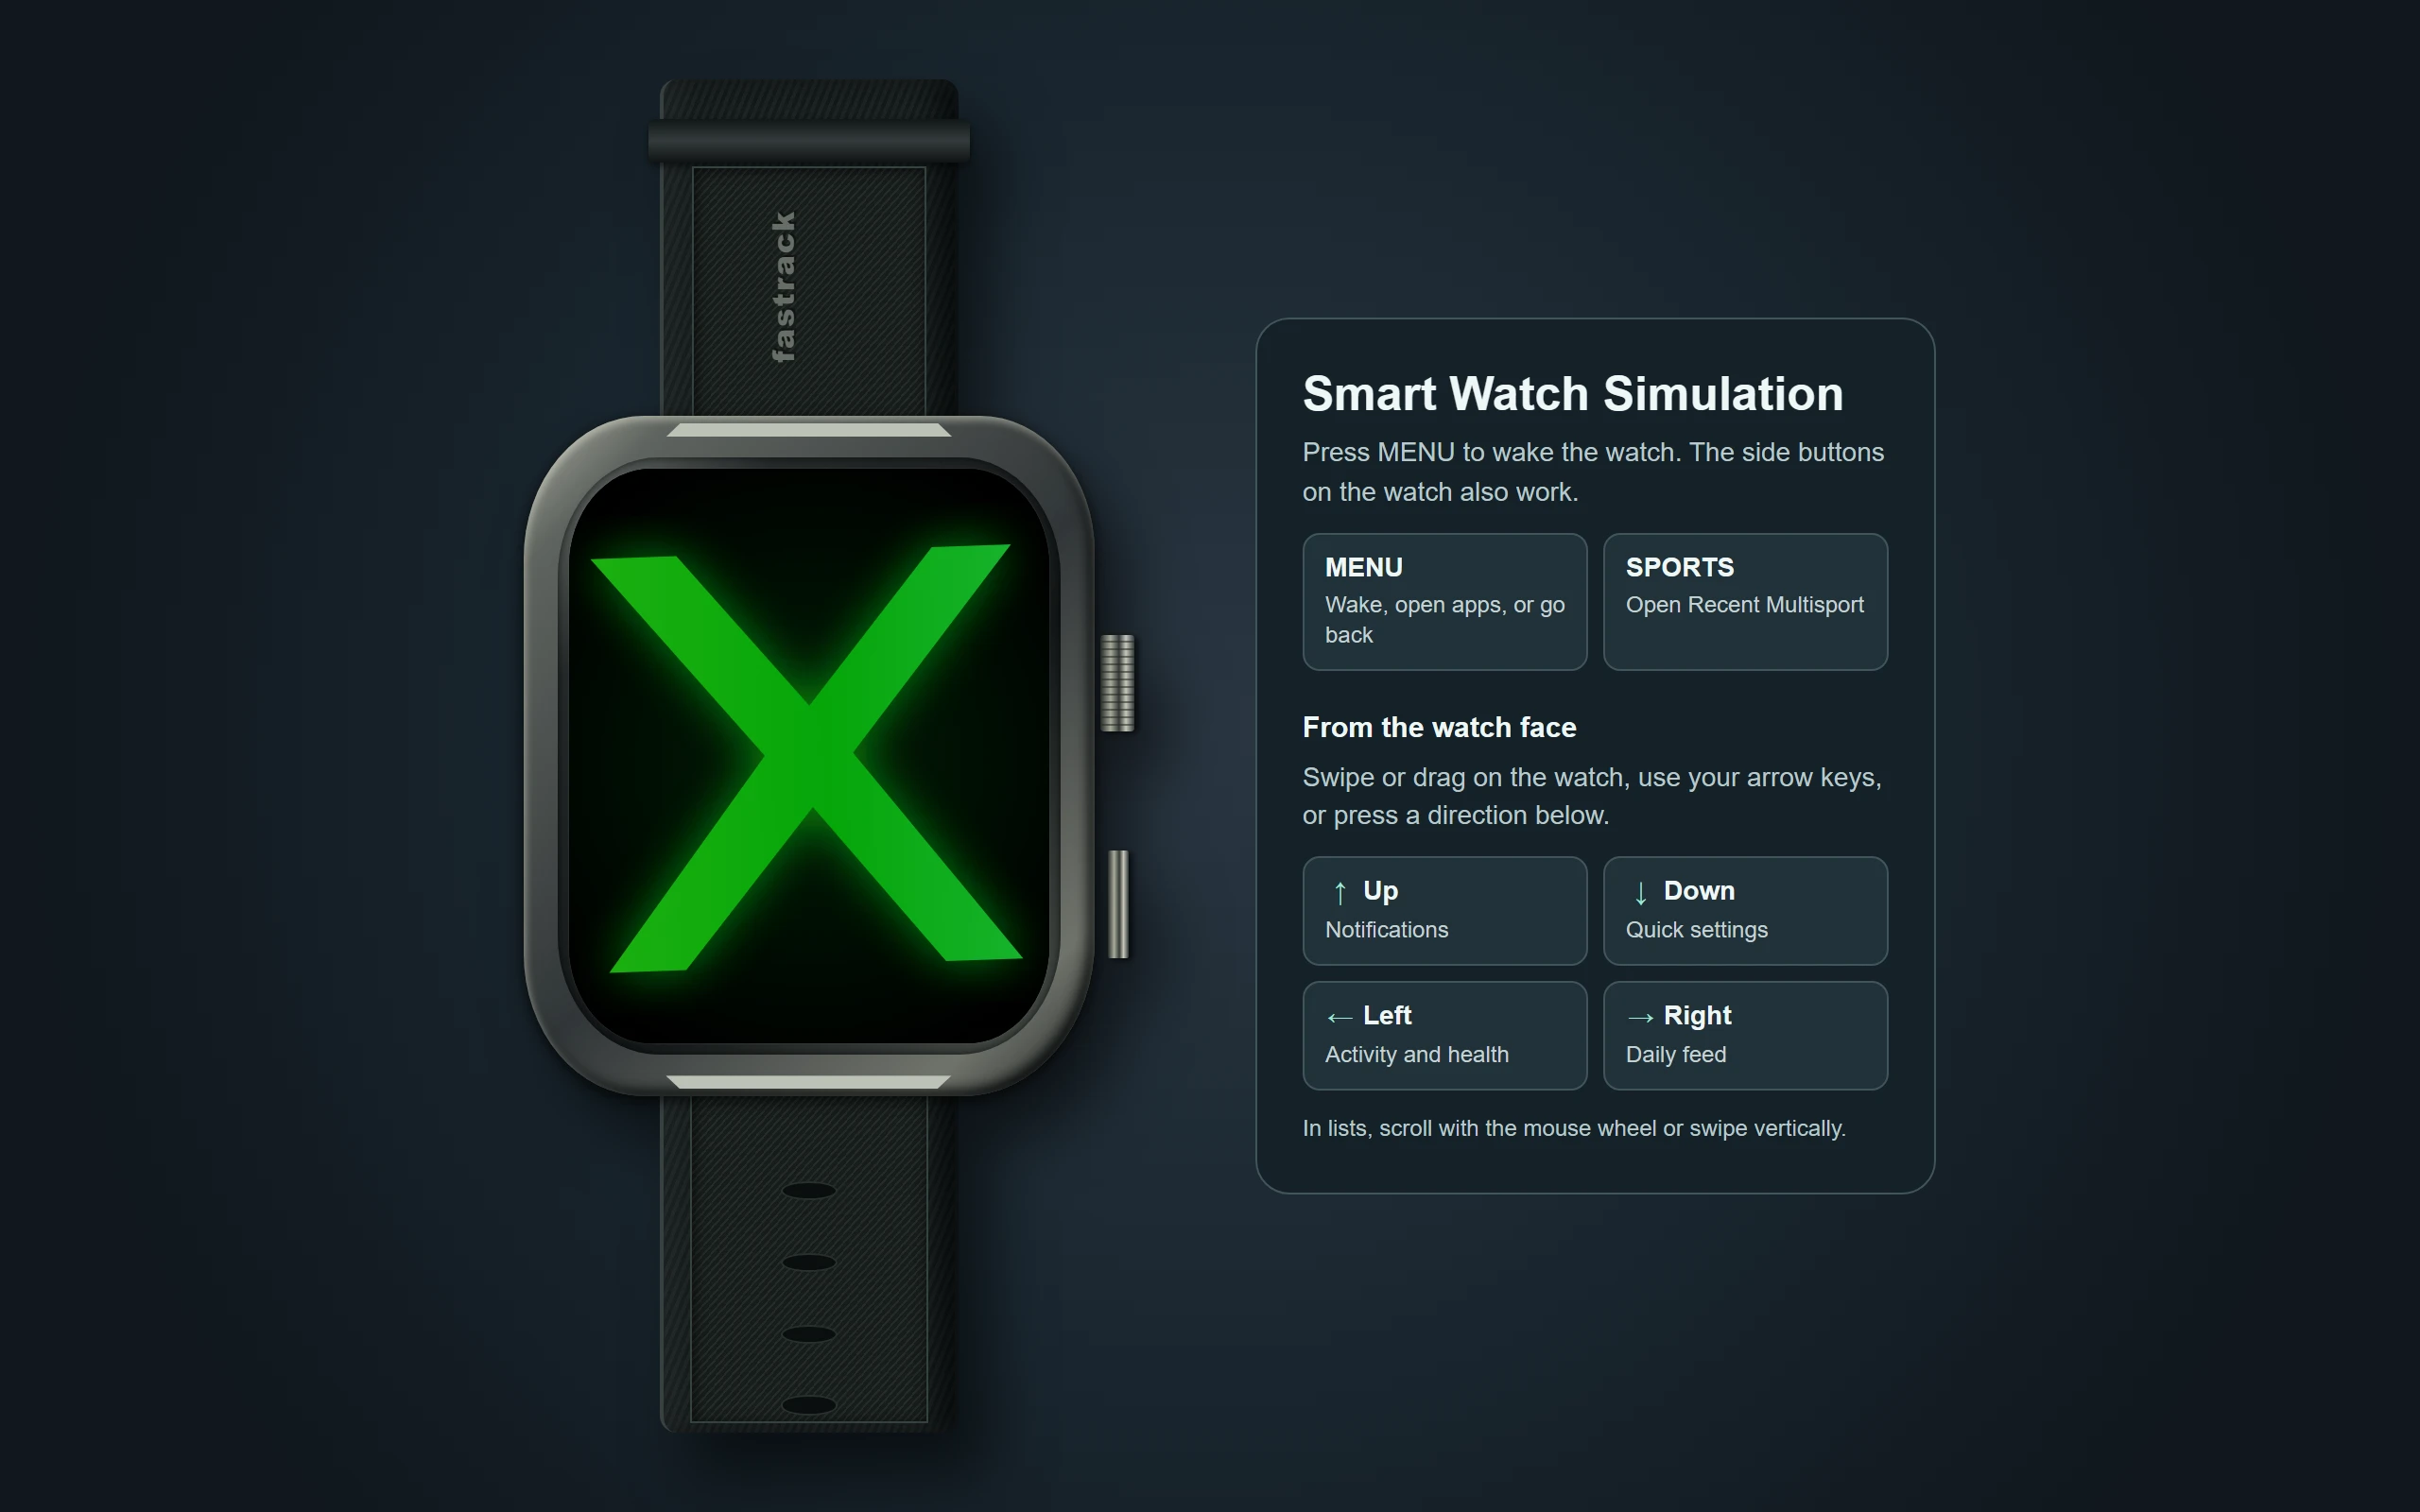 fastrack
X
Smart Watch Simulation
Press MENU to wake the watch. The side buttons
on the watch also work.
MENU
Wake, open apps, or go
back
SPORTS
Open Recent Multisport
From the watch face
Swipe or drag on the watch, use your arrow keys,
or press a direction below.
↑ Up
Notifications
↓ Down
Quick settings
← Left
Activity and health
→ Right
Daily feed
In lists, scroll with the mouse wheel or swipe vertically.